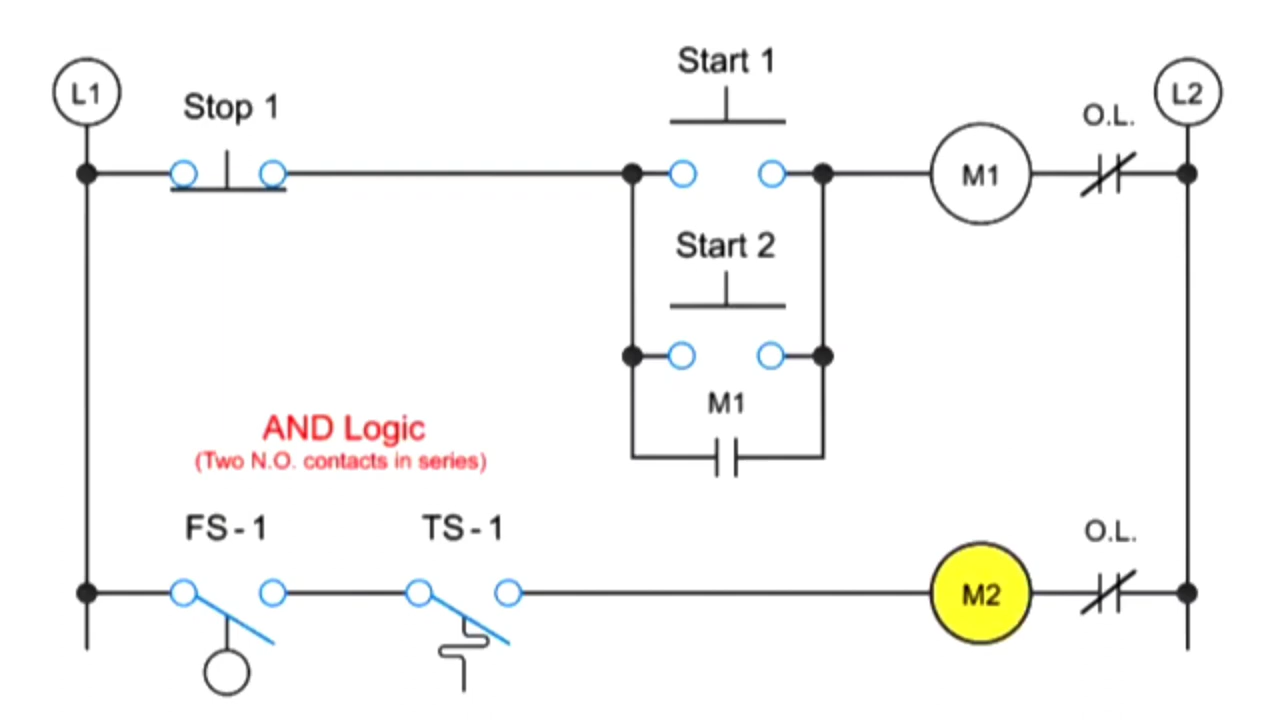 Start 1
L1
Stop 1
O.L.
L2
M1
Start 2
M1
AND Logic
(Two N.O. contacts in series)
FS - 1
TS - 1
O.L.
M2